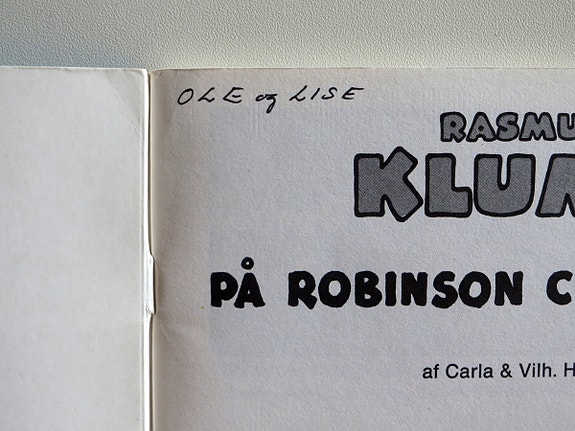 OLE og LISE
RASMU
KLUM
PÅ ROBINSON C
af Carla & Vilh. H